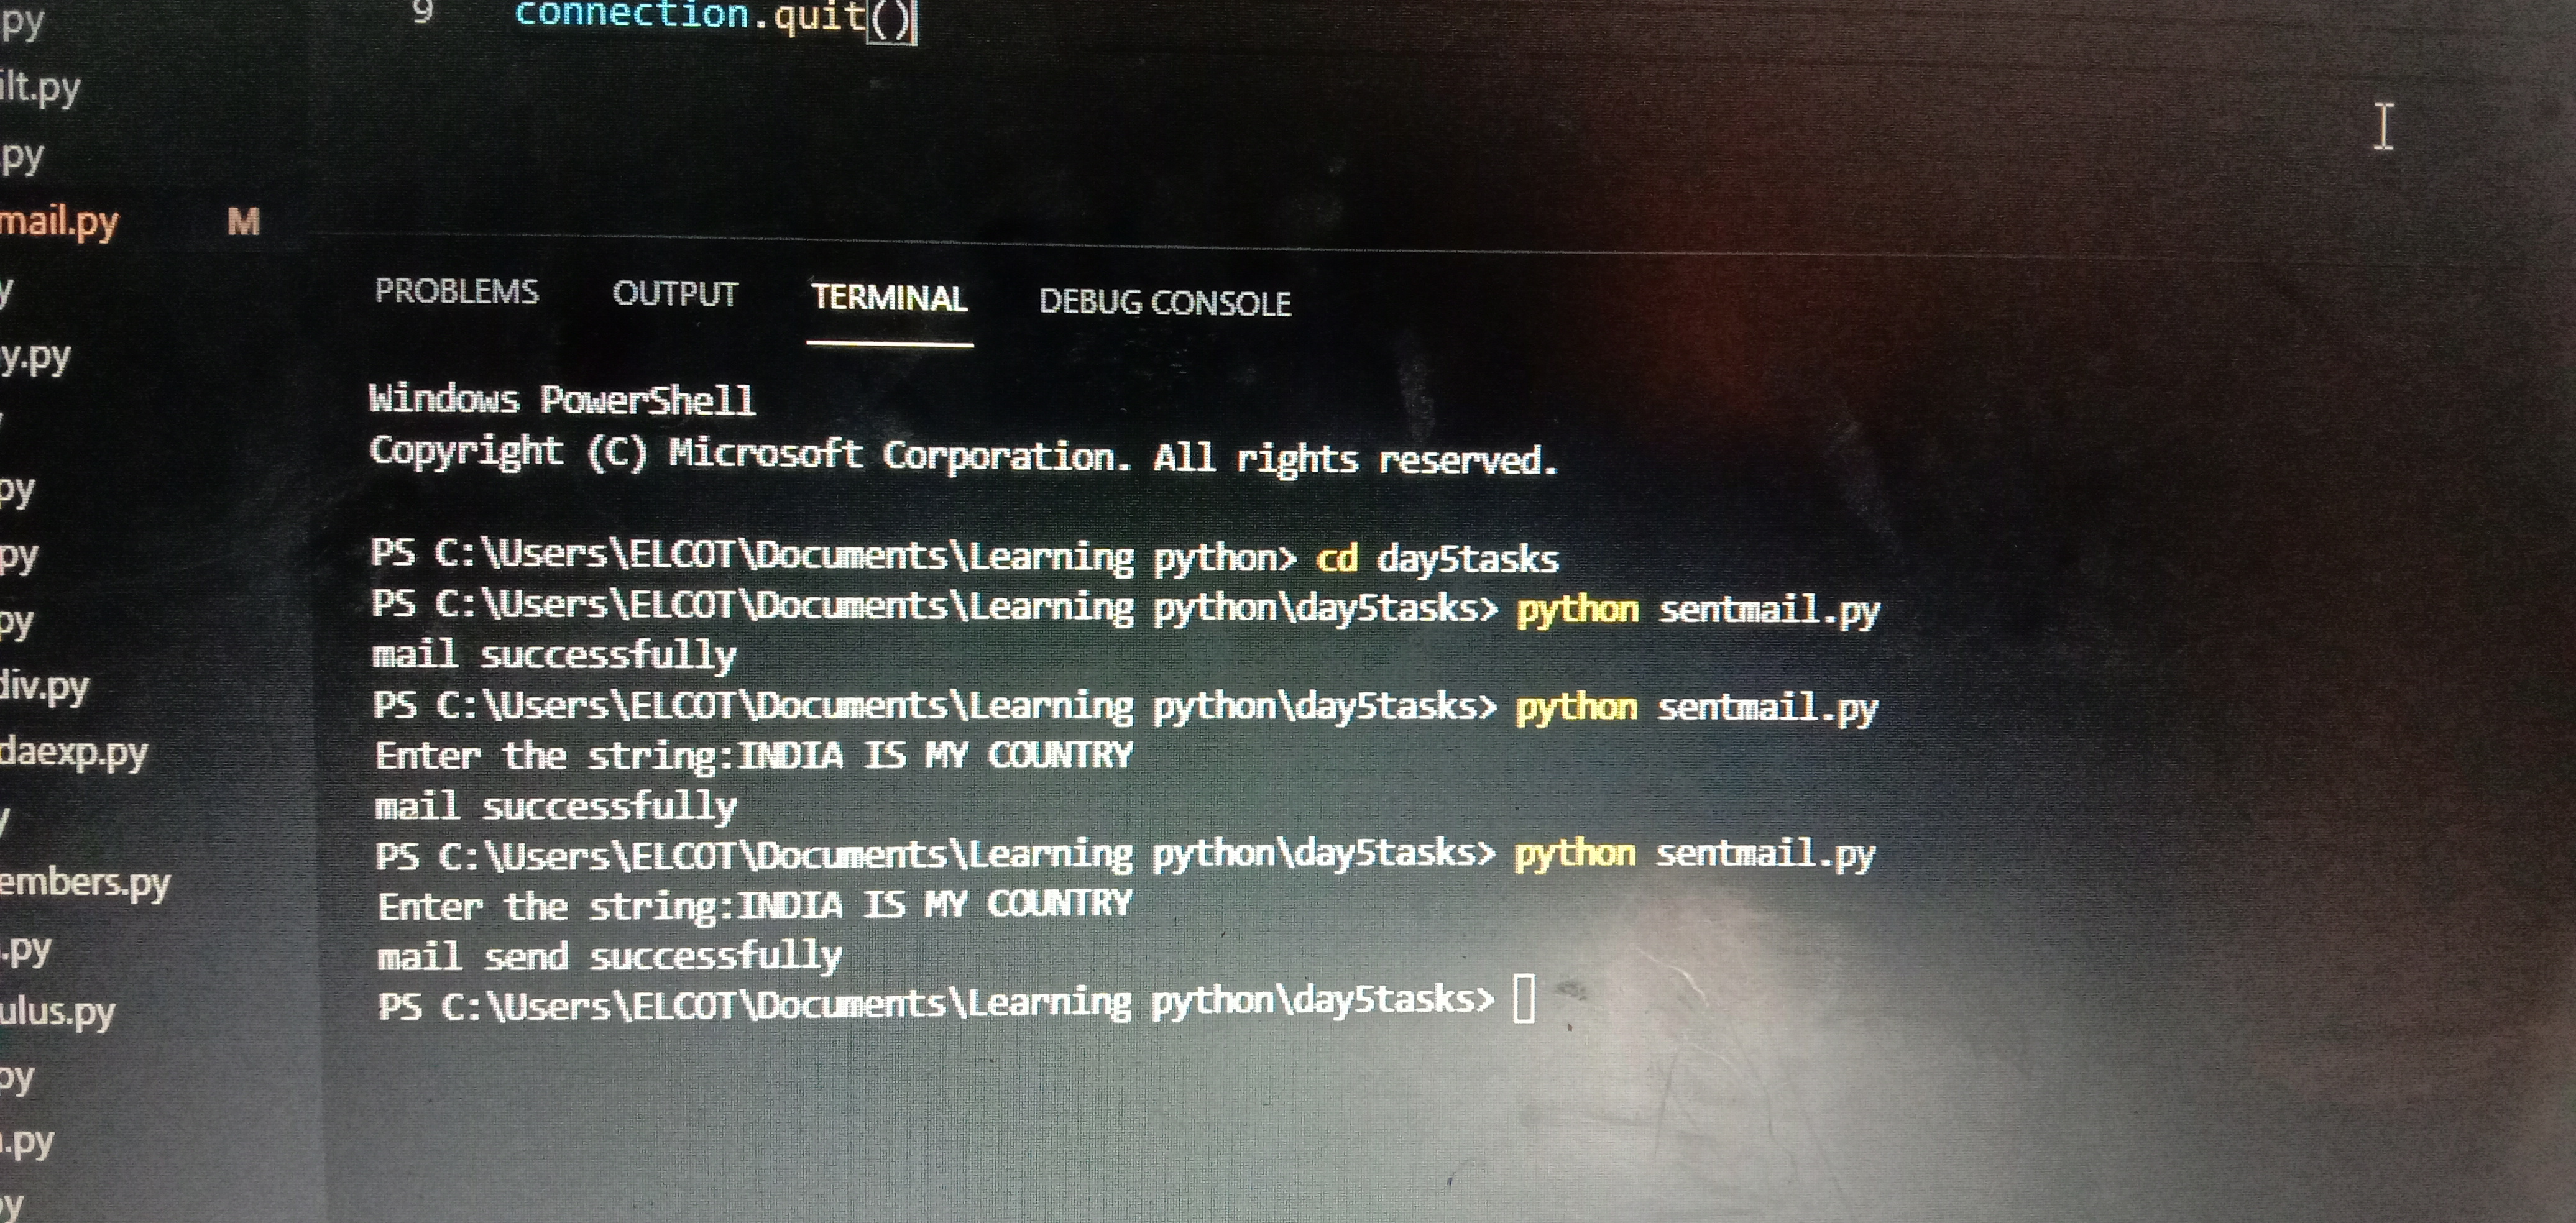 py
9 connection.quit()
ilt.py
py
mail.py M
y
y.py
py
py
py
div.py
daexp.py
y
embers.py
.py
ulus.py
py
.py
PROBLEMS OUTPUT TERMINAL DEBUG CONSOLE
Windows PowerShell
Copyright (C) Microsoft Corporation. All rights reserved.
PS C:\Users\ELCOT\Documents\Learning python> cd day5tasks
PS C:\Users\ELCOT\Documents\Learning python\day5tasks> python sentmail.py
mail successfully
PS C:\Users\ELCOT\Documents\Learning python\day5tasks> python sentmail.py
Enter the string:INDIA IS MY COUNTRY
mail successfully
PS C:\Users\ELCOT\Documents\Learning python\day5tasks> python sentmail.py
Enter the string:INDIA IS MY COUNTRY
mail send successfully
PS C:\Users\ELCOT\Documents\Learning python\day5tasks>